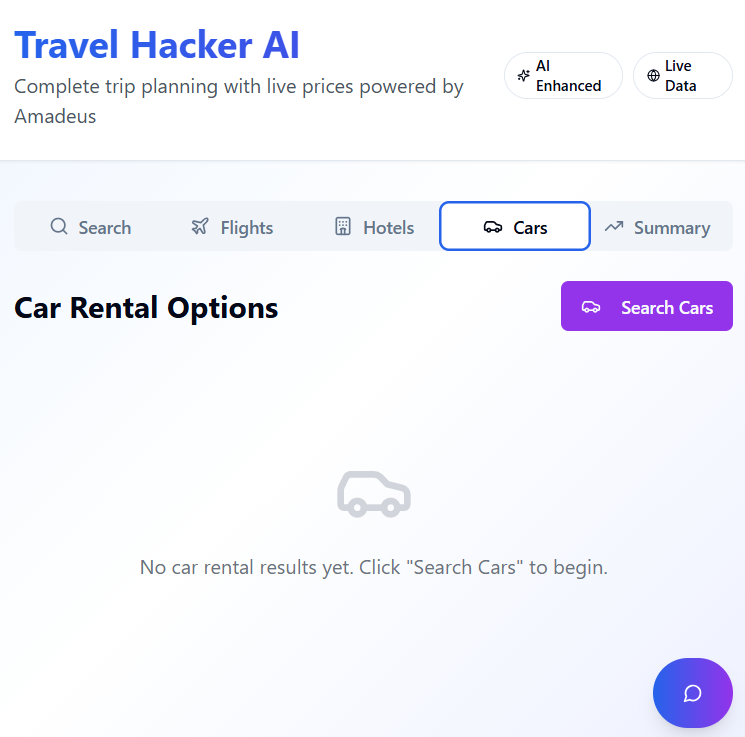 Travel Hacker AI
Complete trip planning with live prices powered by
Amadeus
AI
Enhanced
Live
Data
Search
Flights
Hotels
Cars
Summary
Car Rental Options
Search Cars
No car rental results yet. Click "Search Cars" to begin.